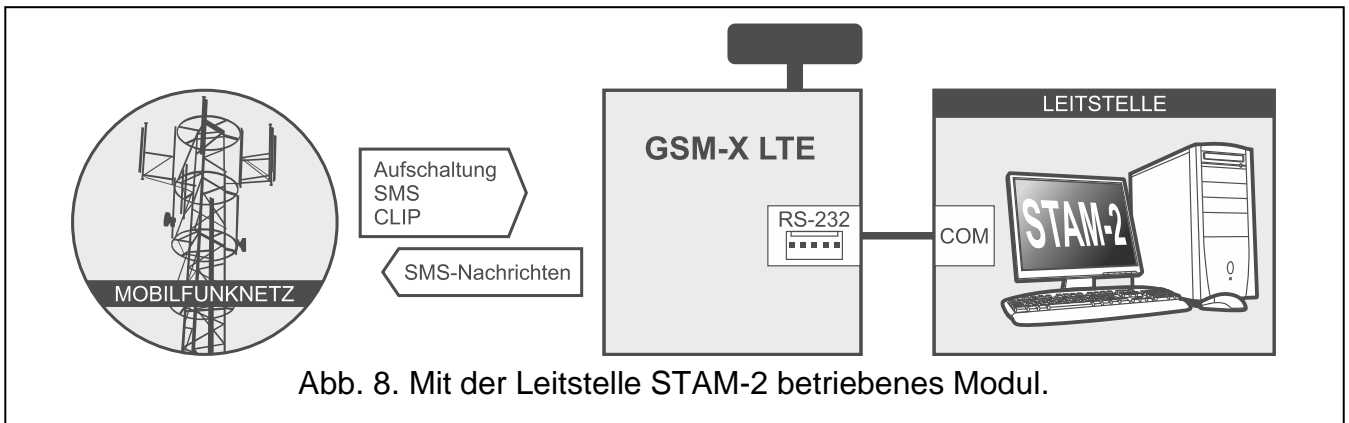 LEITSTELLE
GSM-X LTE
Aufschaltung
SMS
CLIP
RS-232
COM
STAM-2
SMS-Nachrichten
MOBILFUNKNETZ
Abb. 8. Mit der Leitstelle STAM-2 betriebenes Modul.